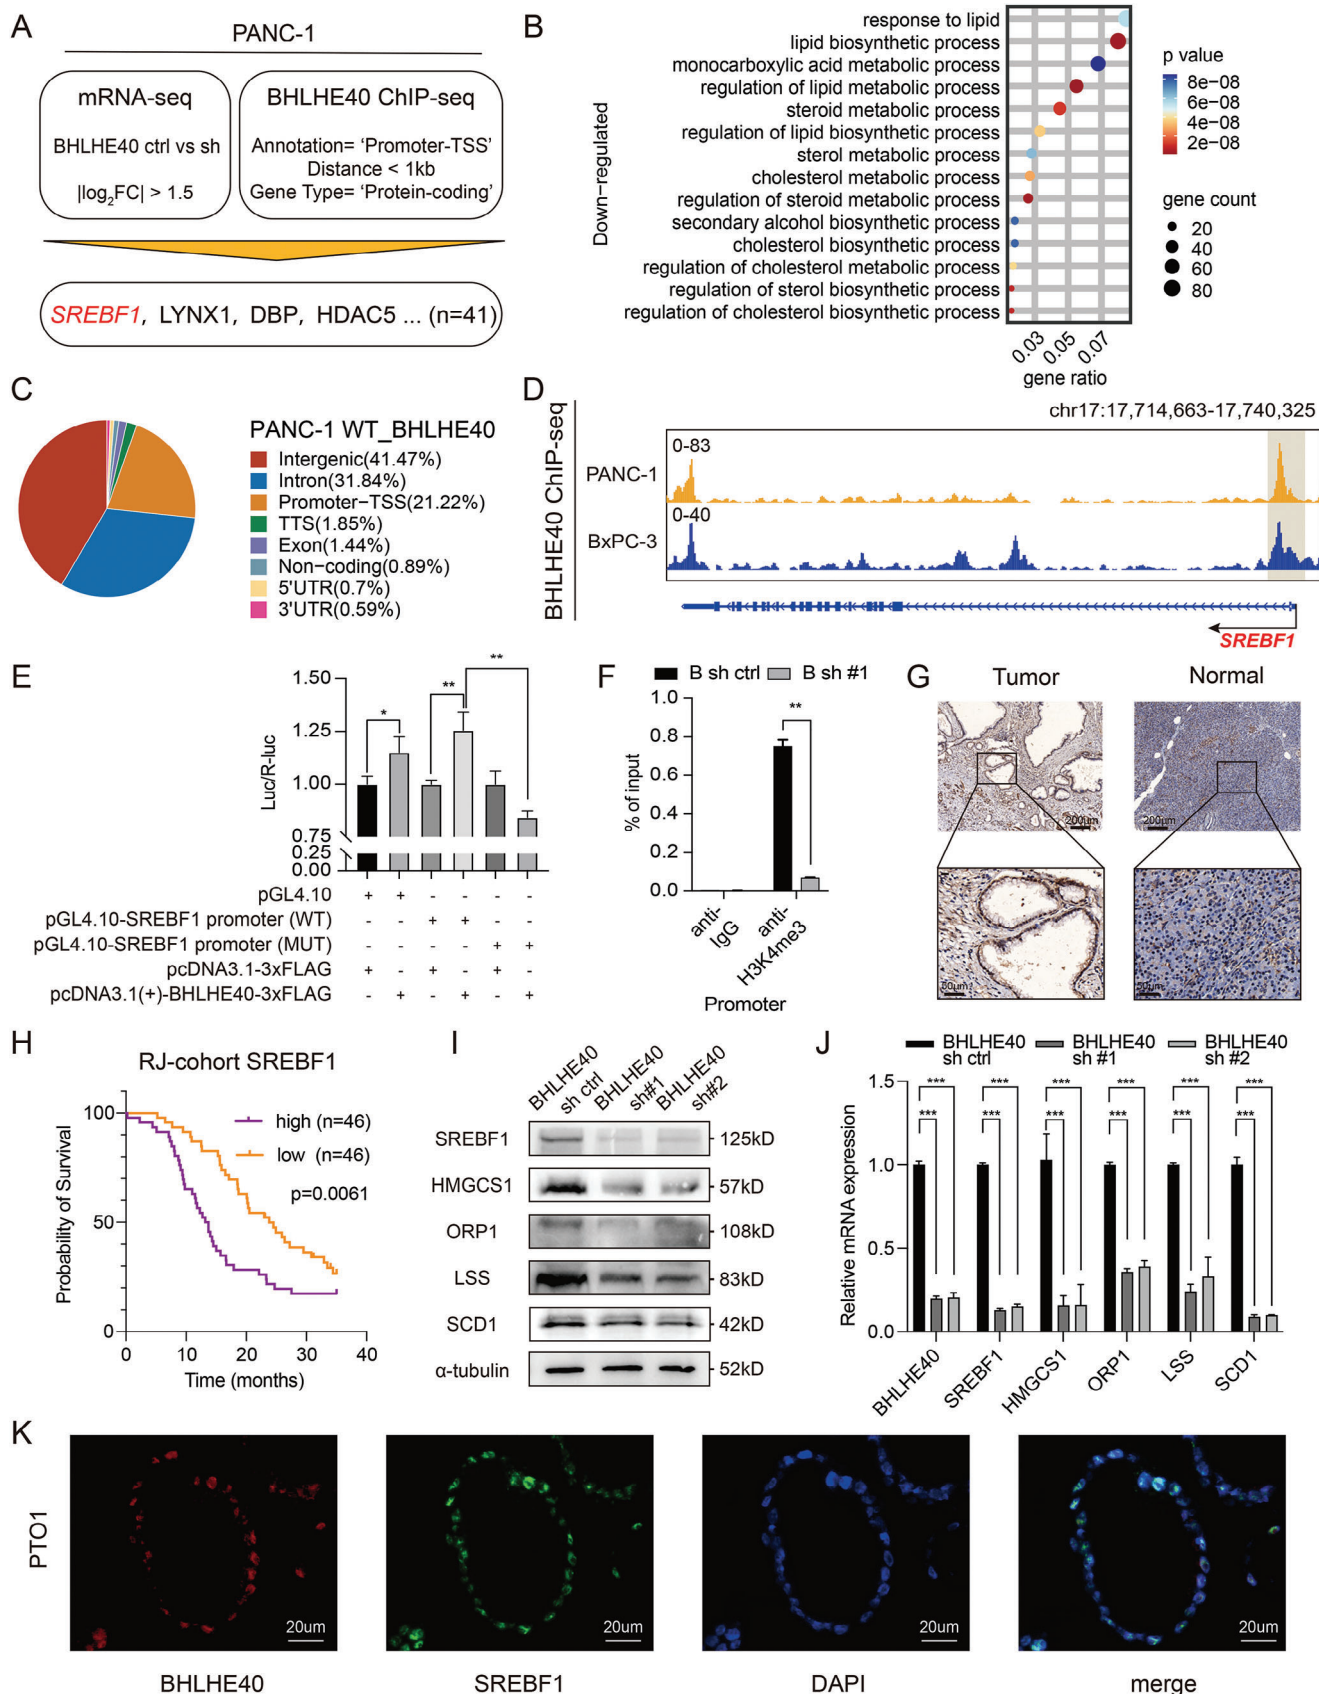 A
PANC-1
mRNA-seq
BHLHE40 ctrl vs sh
|log2FC| > 1.5
BHLHE40 ChIP-seq
Annotation= ‘Promoter-TSS’
Distance < 1kb
Gene Type= ‘Protein-coding’
SREBF1, LYNX1, DBP, HDAC5 ... (n=41)
B
Down-regulated
response to lipid
lipid biosynthetic process
monocarboxylic acid metabolic process
regulation of lipid metabolic process
steroid metabolic process
regulation of lipid biosynthetic process
sterol metabolic process
cholesterol metabolic process
regulation of steroid metabolic process
secondary alcohol biosynthetic process
cholesterol biosynthetic process
regulation of cholesterol metabolic process
regulation of sterol biosynthetic process
regulation of cholesterol biosynthetic process
0.03 0.05 0.07
gene ratio
p value
8e-08
6e-08
4e-08
2e-08
gene count
20
40
60
80
C
PANC-1 WT_BHLHE40
Intergenic(41.47%)
Intron(31.84%)
Promoter-TSS(21.22%)
TTS(1.85%)
Exon(1.44%)
Non-coding(0.89%)
5'UTR(0.7%)
3'UTR(0.59%)
D
BHLHE40 ChIP-seq
chr17:17,714,663-17,740,325
PANC-1
0-83
BxPC-3
0-40
SREBF1
E
Luc/R-luc
1.50
1.25
1.00
0.75
0.25
0.00
* ** **
pGL4.10 + + - - - -
pGL4.10-SREBF1 promoter (WT) - - + + - -
pGL4.10-SREBF1 promoter (MUT) - - - - + +
pcDNA3.1-3xFLAG + - + - + -
pcDNA3.1(+)-BHLHE40-3xFLAG - + - + - +
F
B sh ctrl B sh #1
% of input
1.0
0.8
0.6
0.4
0.2
0.0
**
anti-IgG
anti-H3K4me3
Promoter
G
Tumor Normal
200μm 200μm
50μm 50μm
H
RJ-cohort SREBF1
Probability of Survival
100
50
0
high (n=46)
low (n=46)
p=0.0061
0 10 20 30 40
Time (months)
I
BHLHE40 sh ctrl
BHLHE40 sh#1
BHLHE40 sh#2
SREBF1 125kD
HMGCS1 57kD
ORP1 108kD
LSS 83kD
SCD1 42kD
α-tubulin 52kD
J
BHLHE40 sh ctrl
BHLHE40 sh #1
BHLHE40 sh #2
Relative mRNA expression
1.5
1.0
0.5
0.0
*** *** *** *** *** ***
*** *** *** *** *** ***
BHLHE40 SREBF1 HMGCS1 ORP1 LSS SCD1
K
PTO1
20um 20um 20um 20um
BHLHE40 SREBF1 DAPI merge